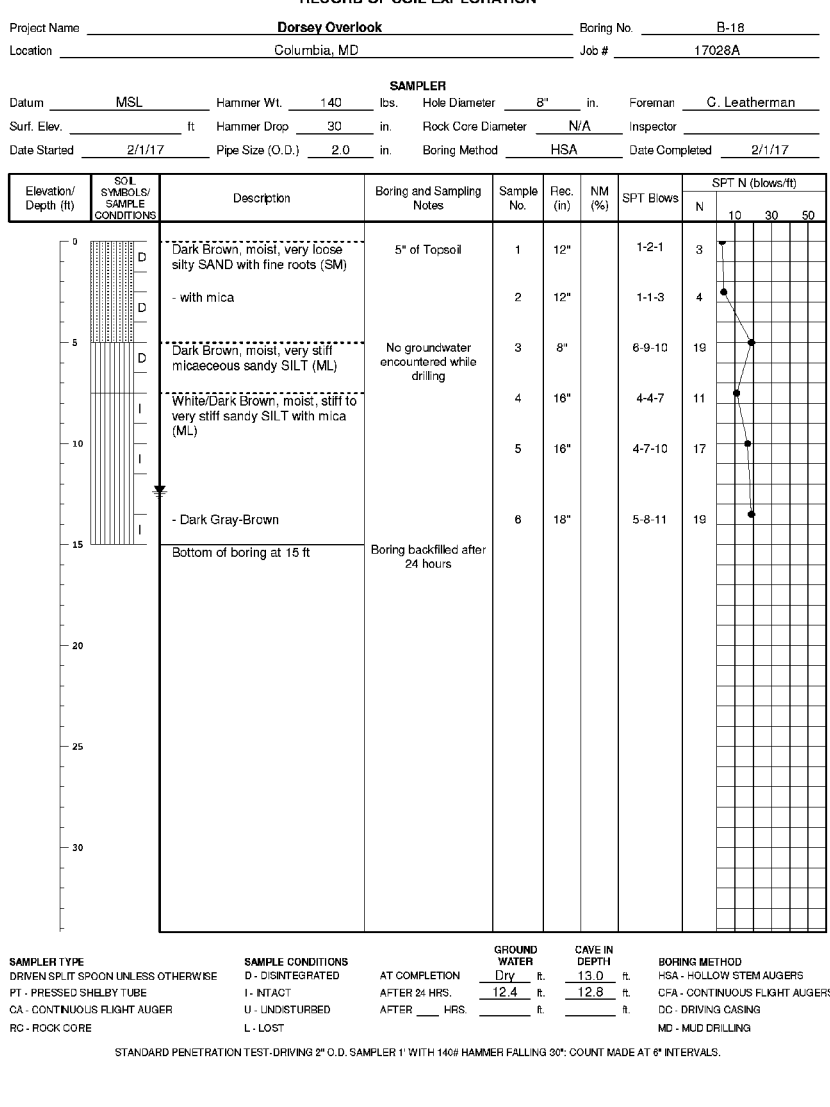 Project Name Dorsey Overlook Boring No. B-18
Location Columbia, MD Job # 17028A
SAMPLER
Datum MSL Hammer Wt. 140 lbs. Hole Diameter 8" in. Foreman C. Leatherman
Surf. Elev. ft Hammer Drop 30 in. Rock Core Diameter N/A Inspector
Date Started 2/1/17 Pipe Size (O.D.) 2.0 in. Boring Method HSA Date Completed 2/1/17
Elevation/ Depth (ft)
SOIL SYMBOLS/ SAMPLE CONDITIONS
Description
Boring and Sampling Notes
Sample No.
Rec. (in)
NM (%)
SPT Blows
SPT N (blows/ft)
N 10 30 50
0 D Dark Brown, moist, very loose 5" of Topsoil 1 12" 1-2-1 3
silty SAND with fine roots (SM)
D - with mica 2 12" 1-1-3 4
5 D Dark Brown, moist, very stiff No groundwater 3 8" 6-9-10 19
micaeceous sandy SILT (ML) encountered while
drilling
I White/Dark Brown, moist, stiff to 4 16" 4-4-7 11
very stiff sandy SILT with mica
(ML)
10 I 5 16" 4-7-10 17
I - Dark Gray-Brown 6 18" 5-8-11 19
15 Bottom of boring at 15 ft Boring backfilled after
24 hours
20
25
30
GROUND WATER CAVE IN DEPTH
SAMPLER TYPE SAMPLE CONDITIONS BORING METHOD
DRIVEN SPLIT SPOON UNLESS OTHERWISE D - DISINTEGRATED AT COMPLETION Dry ft. 13.0 ft. HSA - HOLLOW STEM AUGERS
PT - PRESSED SHELBY TUBE I - INTACT AFTER 24 HRS. 12.4 ft. 12.8 ft. CFA - CONTINUOUS FLIGHT AUGERS
CA - CONTINUOUS FLIGHT AUGER U - UNDISTURBED AFTER ____ HRS. ft. ft. DC - DRIVING CASING
RC - ROCK CORE L - LOST MD - MUD DRILLING
STANDARD PENETRATION TEST-DRIVING 2" O.D. SAMPLER 1' WITH 140# HAMMER FALLING 30": COUNT MADE AT 6" INTERVALS.